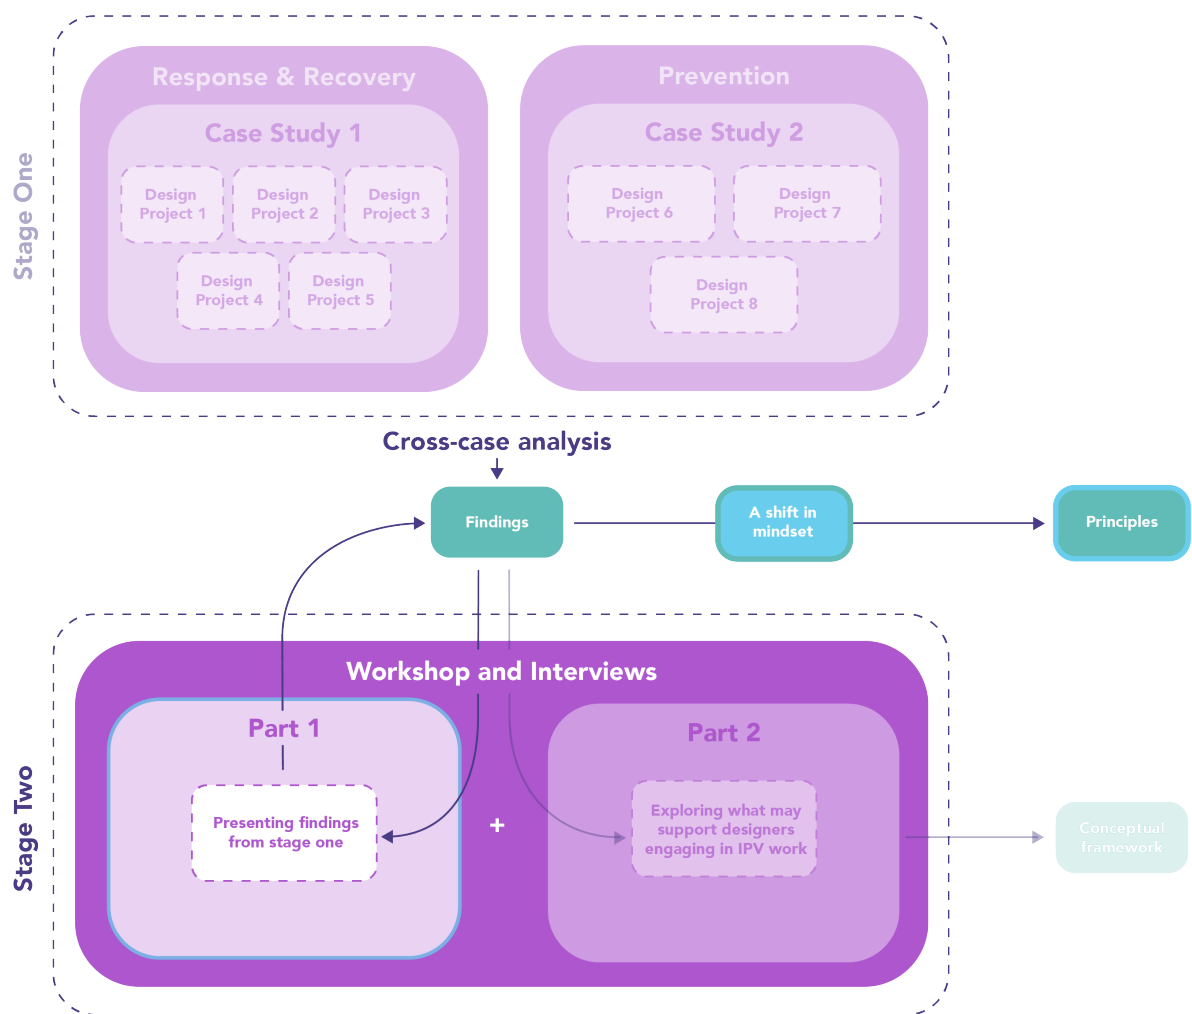 Stage One
Response & Recovery
Case Study 1
Design
Project 1
Design
Project 2
Design
Project 3
Design
Project 4
Design
Project 5
Prevention
Case Study 2
Design
Project 6
Design
Project 7
Design
Project 8
Cross-case analysis
Findings
A shift in
mindset
Principles
Stage Two
Workshop and Interviews
Part 1
Presenting findings
from stage one
+
Part 2
Exploring what may
support designers
engaging in IPV work
Conceptual
framework